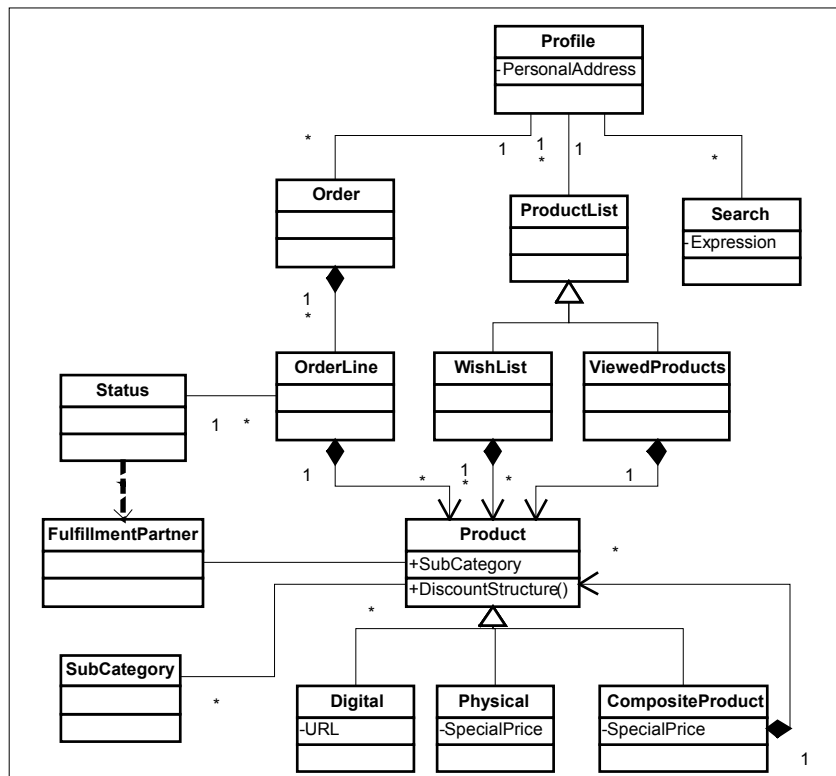 Profile
-PersonalAddress
* 1 1 1 *
*
Order
ProductList
Search
-Expression
1
*
Status
OrderLine
WishList
ViewedProducts
1 *
1 * 1 * * 1
FulfillmentPartner
Product
+SubCategory
+DiscountStructure()
*
*
SubCategory
*
Digital
-URL
Physical
-SpecialPrice
CompositeProduct
-SpecialPrice
1